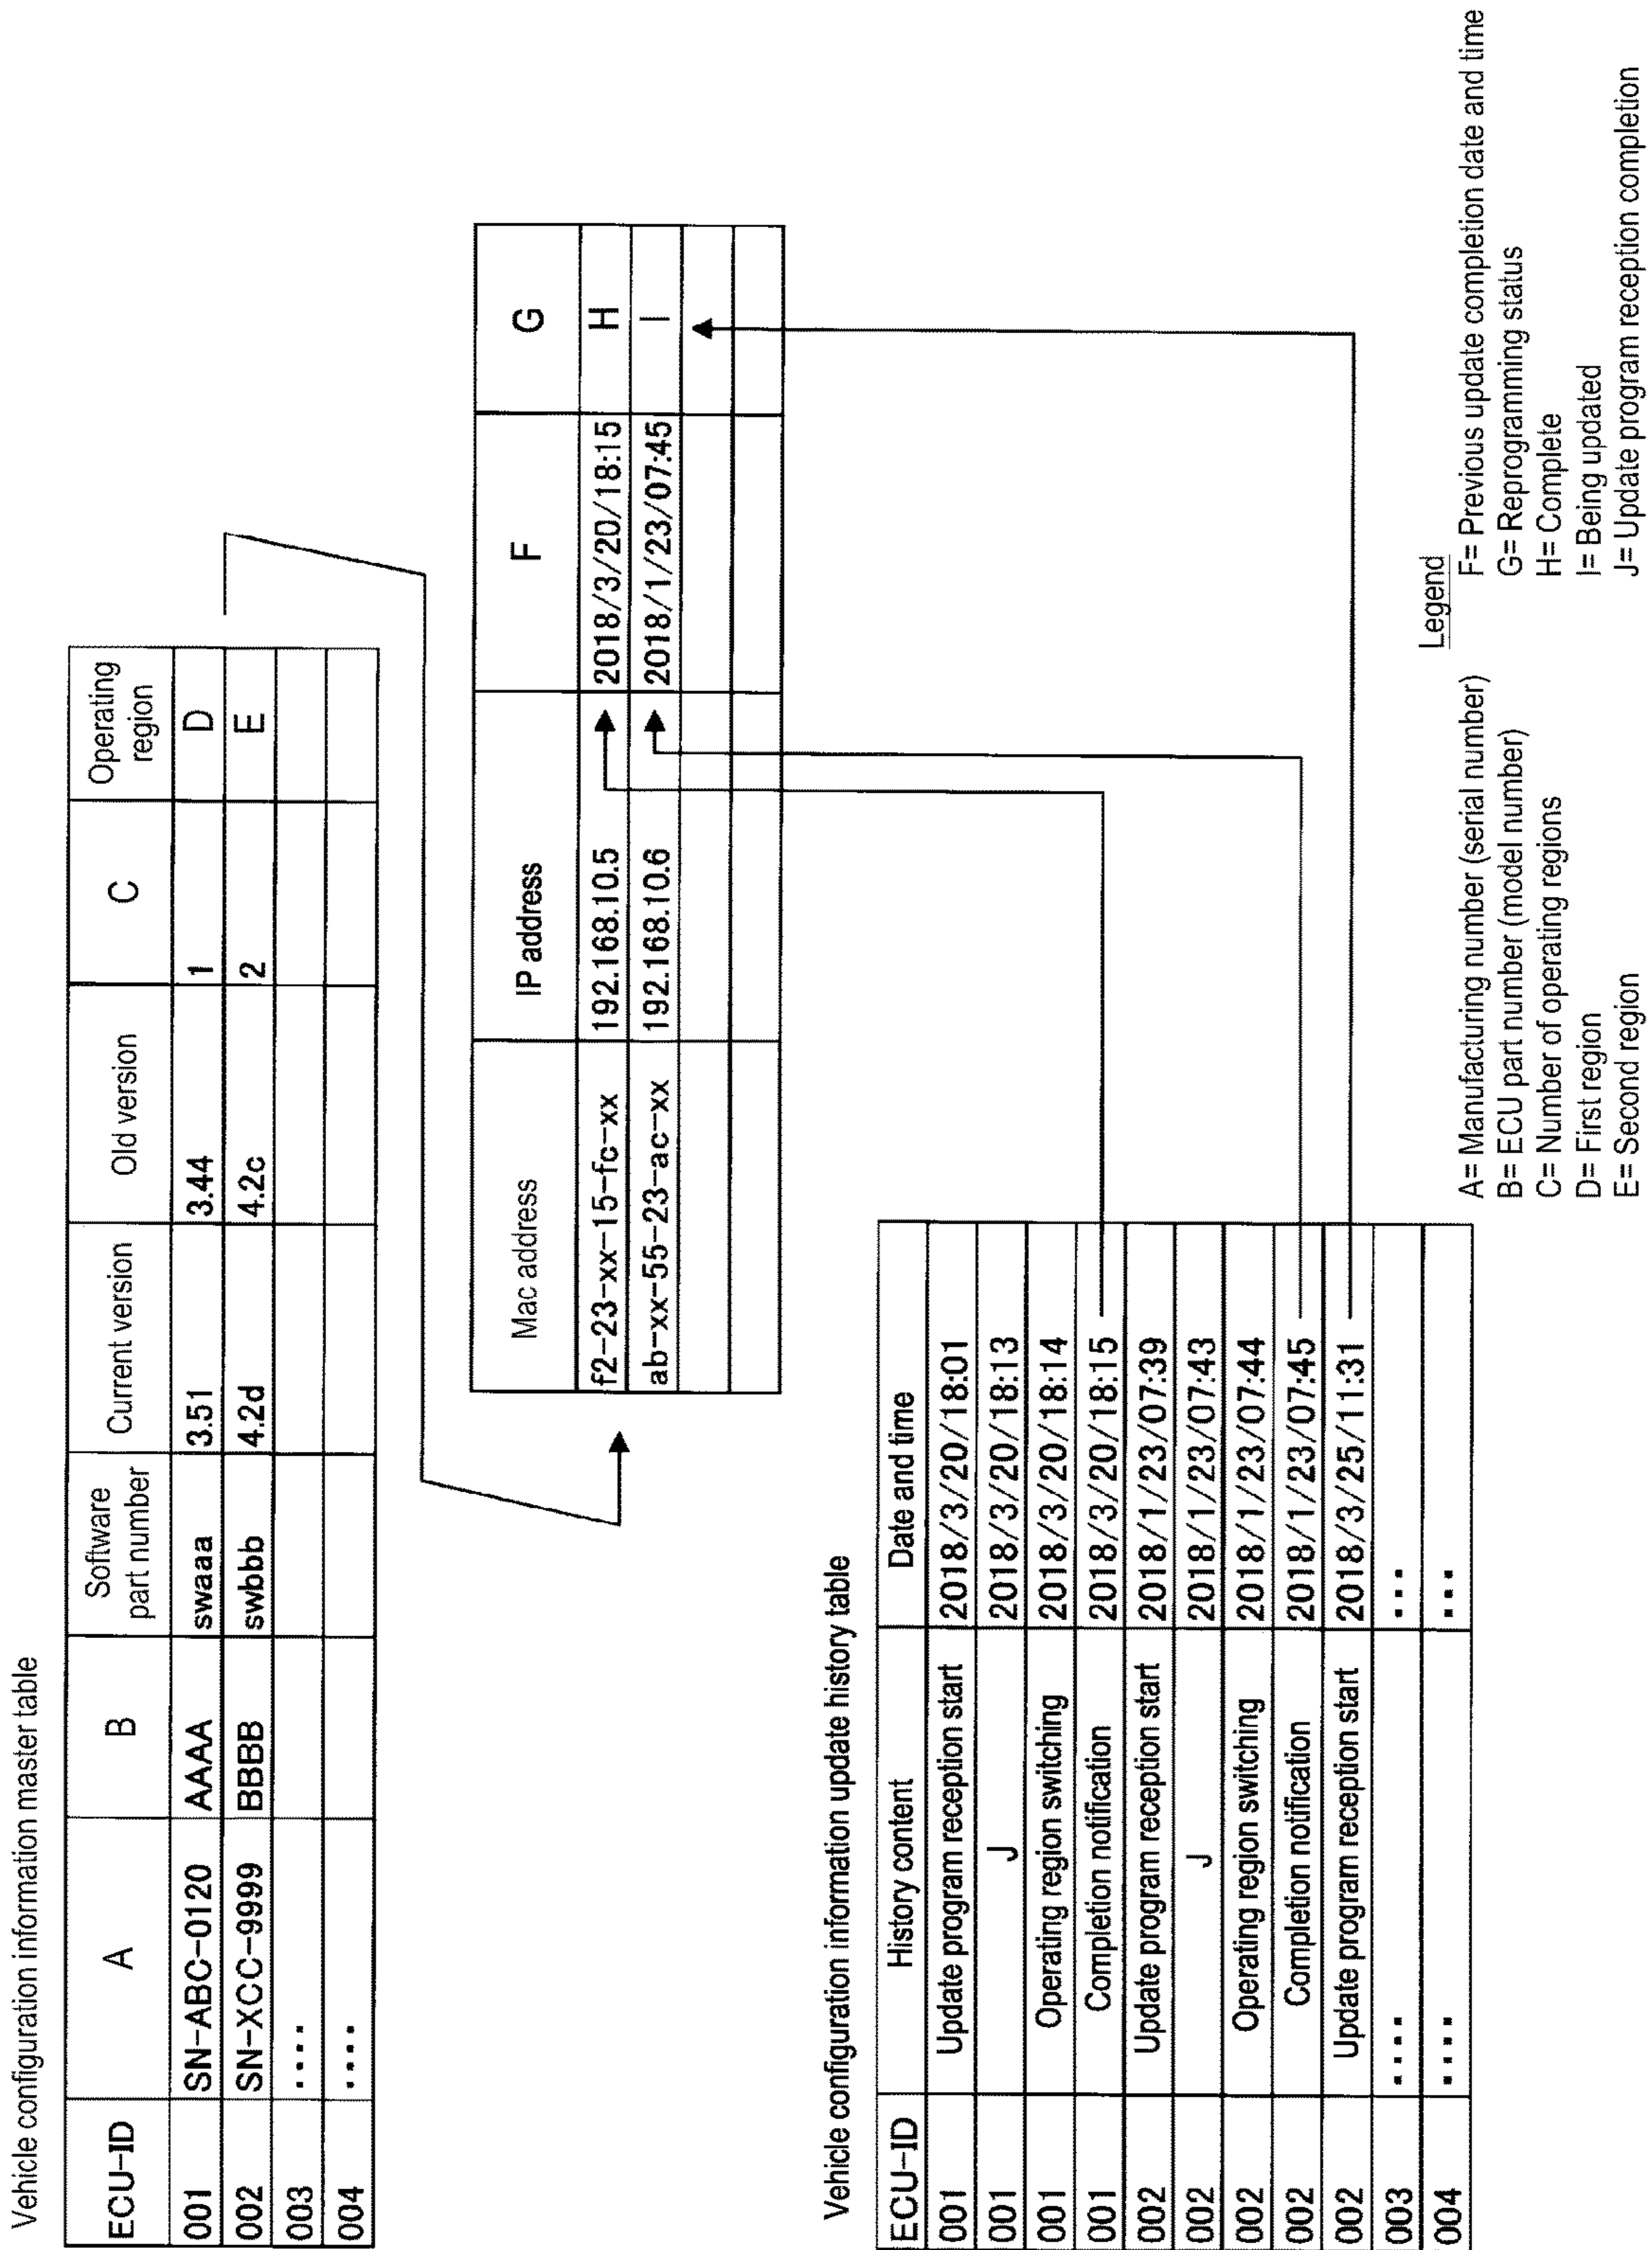 Vehicle configuration information master table
ECU-ID A B Software part number Current version Old version C Operating region
001 SN-ABC-0120 AAAA swaaa 3.51 3.44 1 D
002 SN-XCC-9999 BBBB swbbb 4.2d 4.2c 2 E
003 ....
004 ....
Mac address IP address F G
f2-23-xx-15-fc-xx 192.168.10.5 2018/3/20/18:15 H
ab-xx-55-23-ac-xx 192.168.10.6 2018/1/23/07:45 I
Vehicle configuration information update history table
ECU-ID History content Date and time
001 Update program reception start 2018/3/20/18:01
001 J 2018/3/20/18:13
001 Operating region switching 2018/3/20/18:14
001 Completion notification 2018/3/20/18:15
002 Update program reception start 2018/1/23/07:39
002 J 2018/1/23/07:43
002 Operating region switching 2018/1/23/07:44
002 Completion notification 2018/1/23/07:45
002 Update program reception start 2018/3/25/11:31
003 .... ...
004 .... ...
Legend
A= Manufacturing number (serial number)
B= ECU part number (model number)
C= Number of operating regions
D= First region
E= Second region
F= Previous update completion date and time
G= Reprogramming status
H= Complete
I= Being updated
J= Update program reception completion